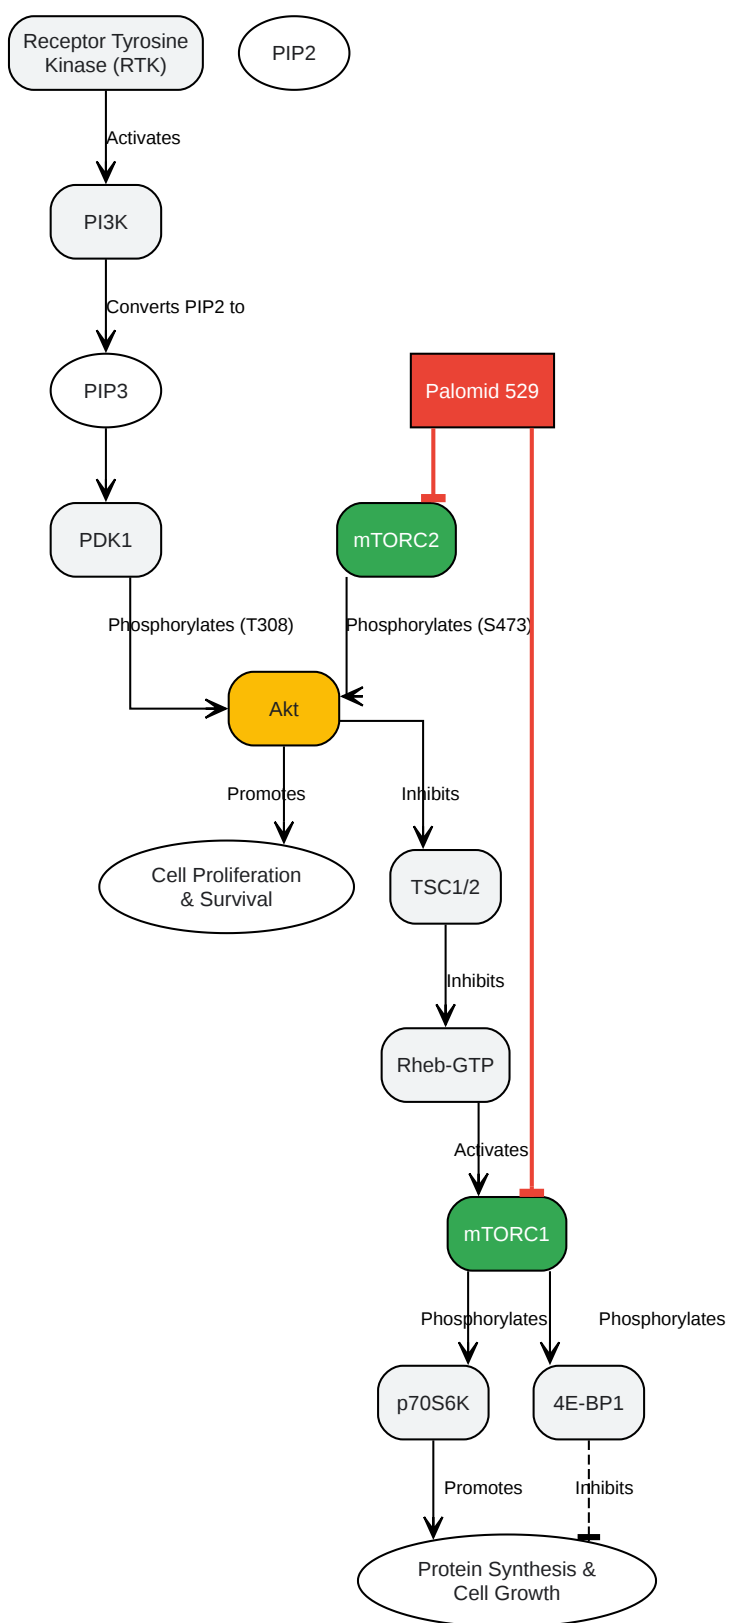 Receptor Tyrosine
Kinase (RTK)
PIP2
Activates
PI3K
Converts PIP2 to
PIP3
Palomid 529
PDK1
mTORC2
Phosphorylates (T308)
Phosphorylates (S473)
Akt
Promotes
Inhibits
Cell Proliferation
& Survival
TSC1/2
Inhibits
Rheb-GTP
Activates
mTORC1
Phosphorylates
Phosphorylates
p70S6K
4E-BP1
Promotes
Inhibits
Protein Synthesis &
Cell Growth